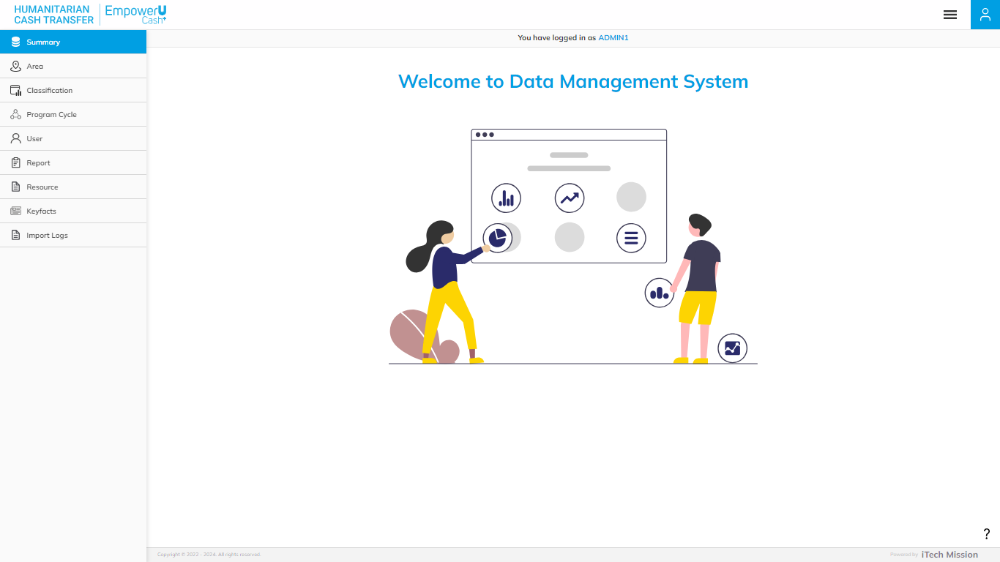 HUMANITARIAN
CASH TRANSFER
EmpowerU
Cash+
You have logged in as ADMIN1
Summary
Area
Classification
Program Cycle
User
Report
Resource
Keyfacts
Import Logs
Welcome to Data Management System
?
Copyright © 2022 - 2024. All rights reserved.
Powered by iTech Mission